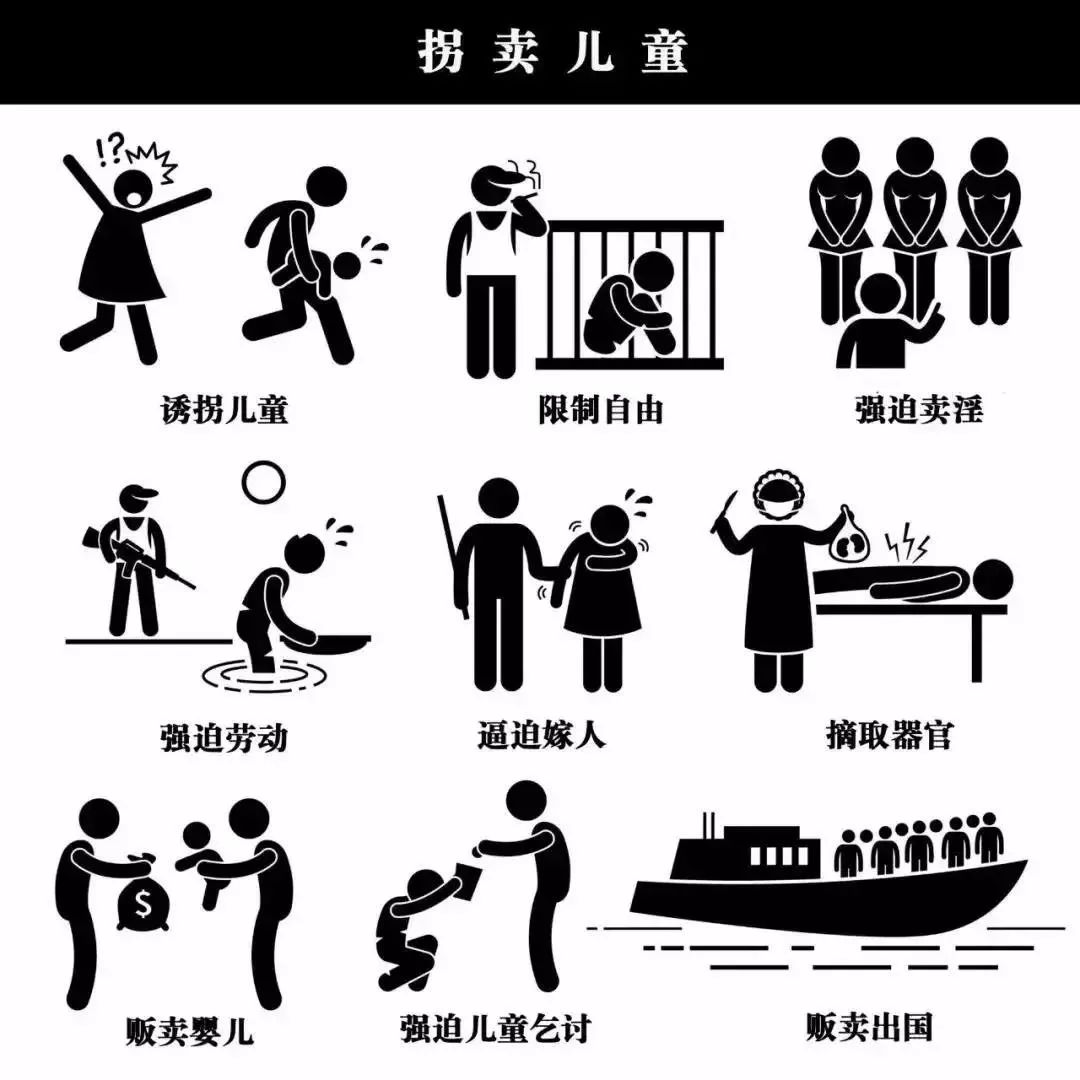 拐卖儿童
!?
诱拐儿童
限制自由
强迫卖淫
强迫劳动
逼迫嫁人
摘取器官
$
贩卖婴儿
强迫儿童乞讨
贩卖出国